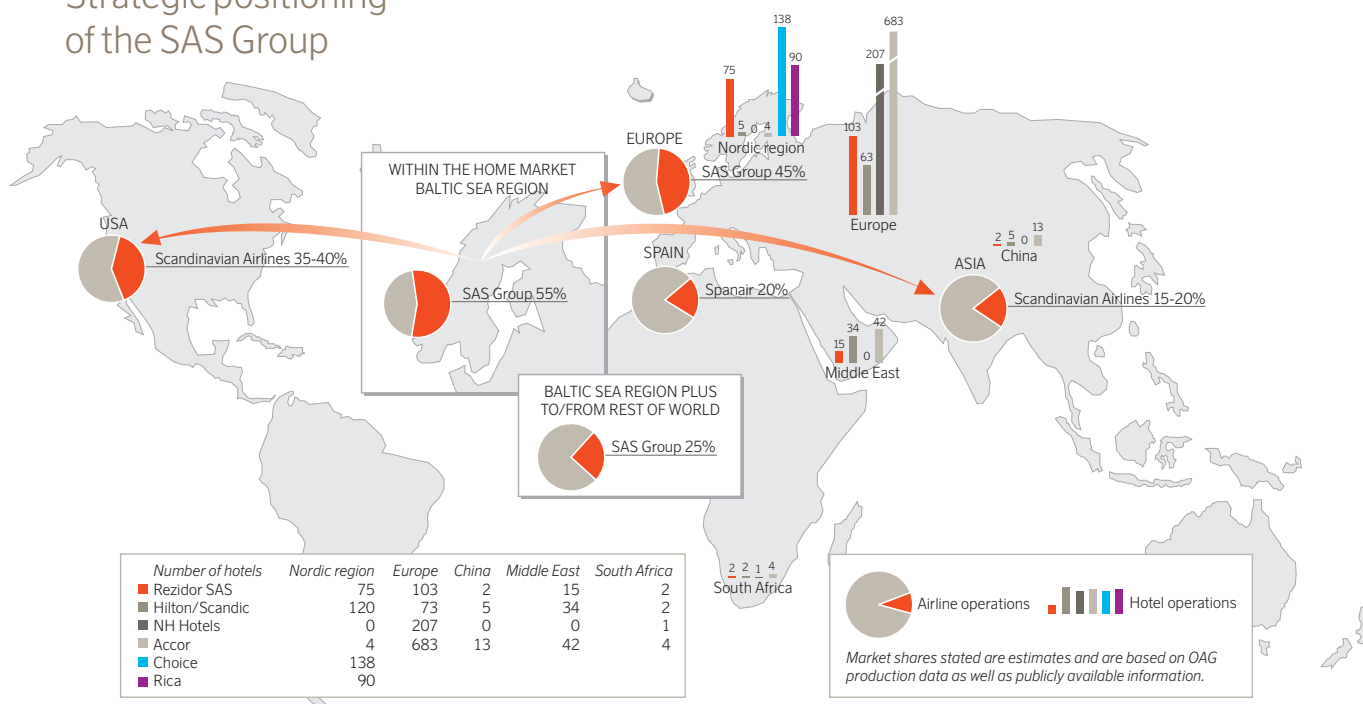 Strategic positioning
of the SAS Group
138
683
207
90
75
5 0 4
Nordic region
103
63
Europe
EUROPE
SAS Group 45%
WITHIN THE HOME MARKET
BALTIC SEA REGION
SAS Group 55%
USA
Scandinavian Airlines 35-40%
SPAIN
Spanair 20%
2 5 0 13
China
ASIA
Scandinavian Airlines 15-20%
15 34 0 42
Middle East
BALTIC SEA REGION PLUS
TO/FROM REST OF WORLD
SAS Group 25%
2 2 1 4
South Africa
Number of hotels Nordic region Europe China Middle East South Africa
Rezidor SAS 75 103 2 15 2
Hilton/Scandic 120 73 5 34 2
NH Hotels 0 207 0 0 1
Accor 4 683 13 42 4
Choice 138
Rica 90
Airline operations
Hotel operations
Market shares stated are estimates and are based on OAG
production data as well as publicly available information.